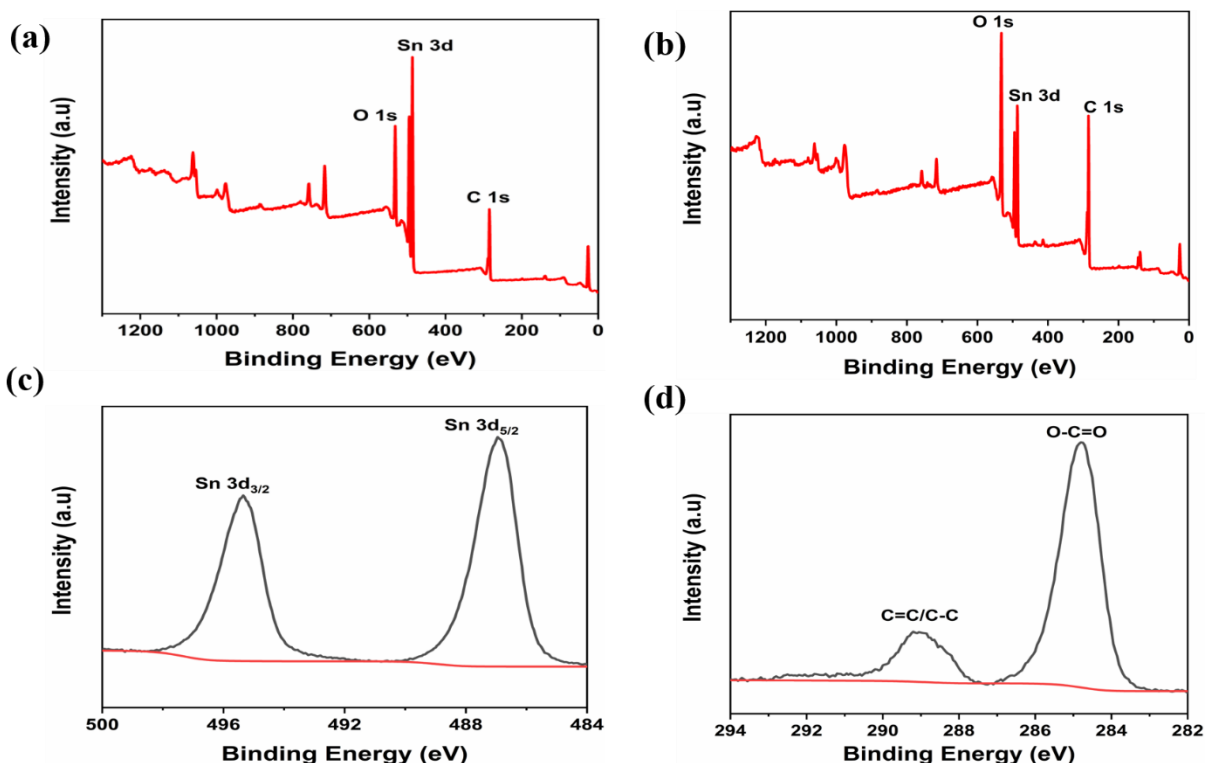 (a)
Sn 3d
O 1s
C 1s
Intensity (a.u)
1200 1000 800 600 400 200 0
Binding Energy (eV)
(b)
O 1s
Sn 3d
C 1s
Intensity (a.u)
1200 1000 800 600 400 200 0
Binding Energy (eV)
(c)
Sn 3d5/2
Sn 3d3/2
Intensity (a.u)
500 496 492 488 484
Binding Energy (eV)
(d)
O-C=O
C=C/C-C
Intensity (a.u)
294 292 290 288 286 284 282
Binding Energy (eV)